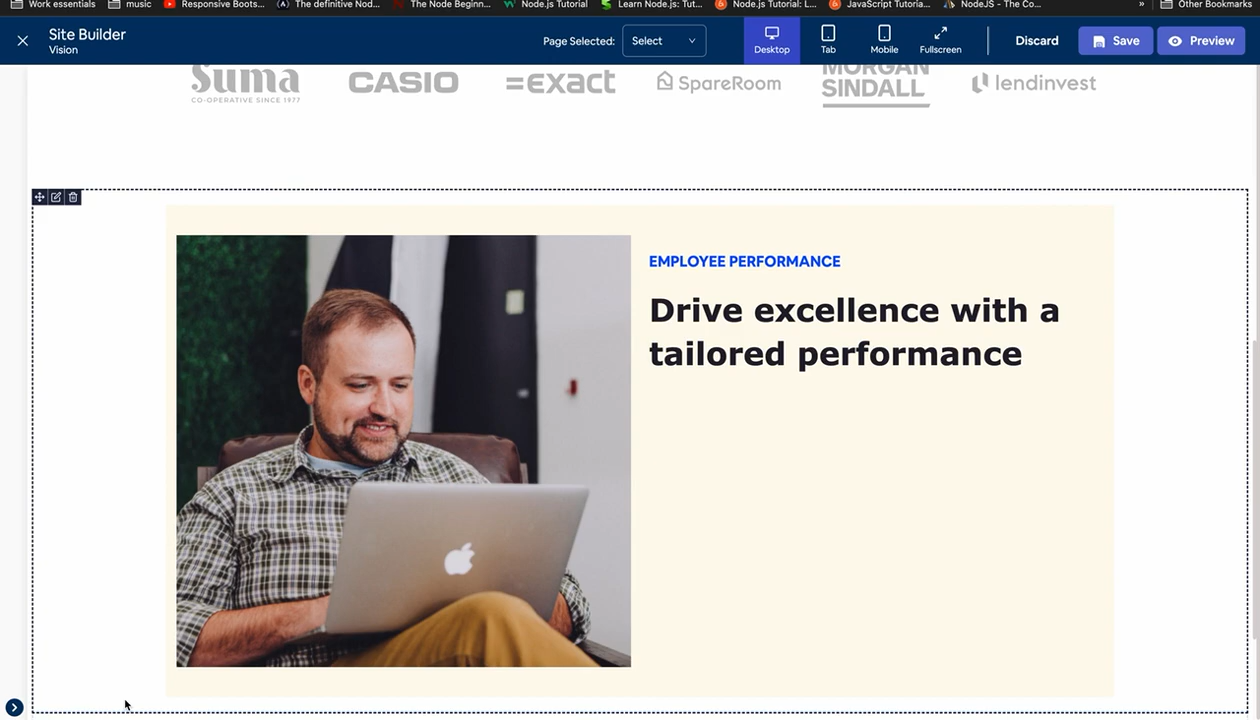 Work essentials music Responsive Boots... The definitive Nod... The Node Beginn... Node.js Tutorial Learn Node.js: Tut... Node.js Tutorial: L... JavaScript Tutoria... NodeJS - The Co... » Other Bookmarks
Site Builder
Vision
Page Selected: Select
Desktop Tab Mobile Fullscreen
Discard Save Preview
Suma
CO-OPERATIVE SINCE 1977
CASIO
=exact
SpareRoom
MORGAN
SINDALL
lendinvest
EMPLOYEE PERFORMANCE
Drive excellence with a
tailored performance